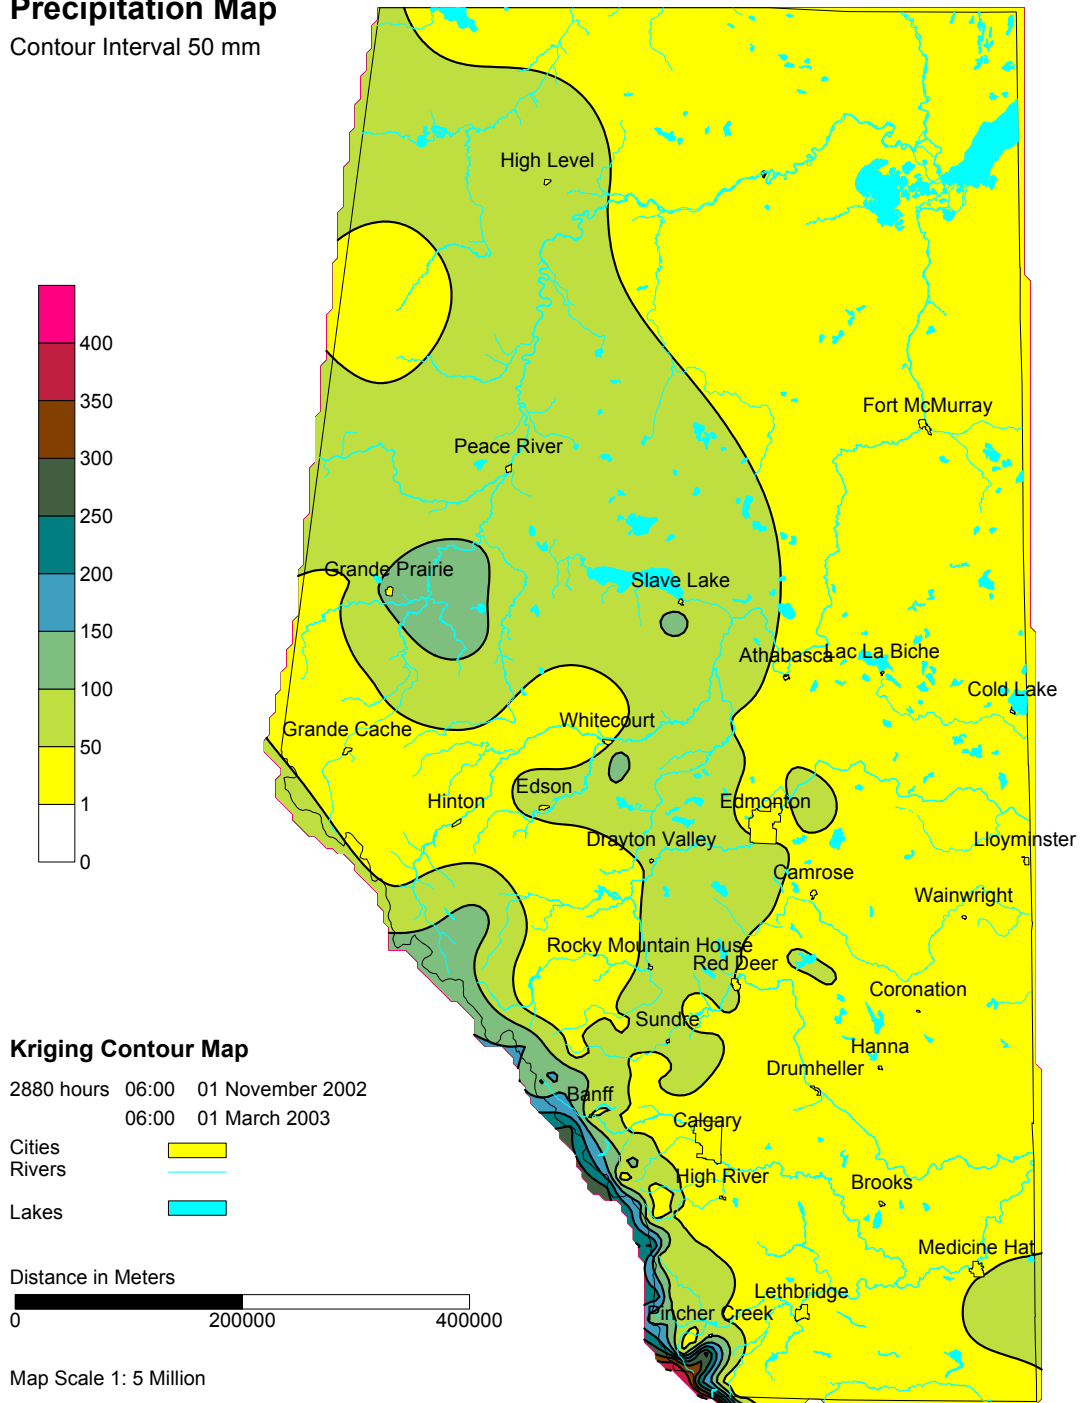 Precipitation Map
Contour Interval 50 mm
High Level
400
350
300
250
200
150
100
50
1
0
Fort McMurray
Peace River
Grande Prairie
Slave Lake
Athabasca
Lac La Biche
Cold Lake
Grande Cache
Whitecourt
Hinton
Edson
Edmonton
Drayton Valley
Lloyminster
Camrose
Wainwright
Rocky Mountain House
Red Deer
Coronation
Sundre
Hanna
Drumheller
Banff
Calgary
High River
Brooks
Medicine Hat
Lethbridge
Pincher Creek
Kriging Contour Map
2880 hours 06:00 01 November 2002
06:00 01 March 2003
Cities
Rivers
Lakes
Distance in Meters
0 200000 400000
Map Scale 1: 5 Million